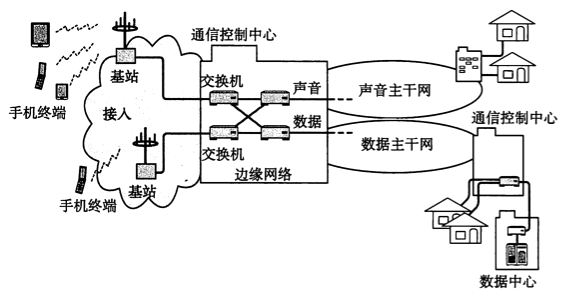 通信控制中心
基站
手机终端
接入
交换机
声音
声音主干网
通信控制中心
数据
数据主干网
交换机
边缘网络
基站
手机终端
数据中心